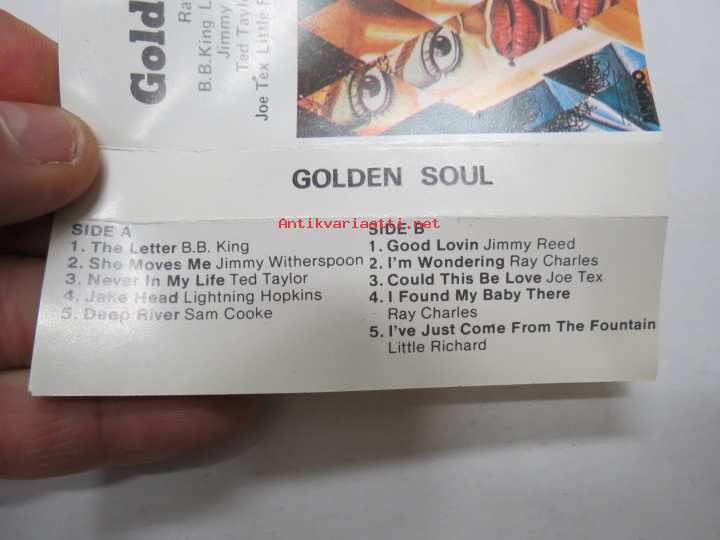 Gold
Ra
B.B.King L
Jimmy
Ted Taylo
Joe Tex Little R
GOLDEN SOUL
Antikvariaatti.net
SIDE A
1. The Letter B.B. King
2. She Moves Me Jimmy Witherspoon
3. Never In My Life Ted Taylor
4. Jake Head Lightning Hopkins
5. Deep River Sam Cooke
SIDE B
1. Good Lovin Jimmy Reed
2. I'm Wondering Ray Charles
3. Could This Be Love Joe Tex
4. I Found My Baby There
Ray Charles
5. I've Just Come From The Fountain
Little Richard